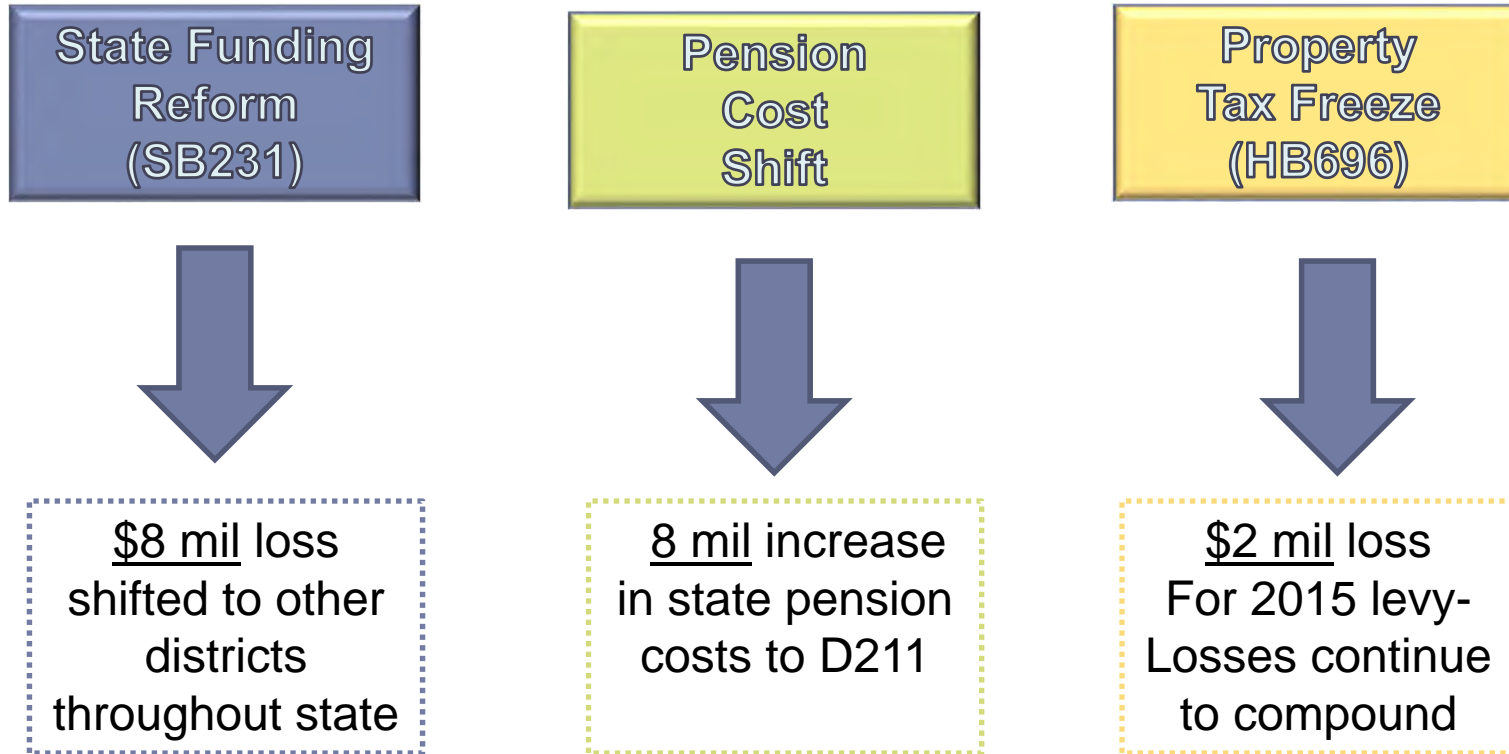 State Funding
Reform
(SB231)
Pension
Cost
Shift
Property
Tax Freeze
(HB696)
$8 mil loss
shifted to other
districts
throughout state
8 mil increase
in state pension
costs to D211
$2 mil loss
For 2015 levy-
Losses continue
to compound